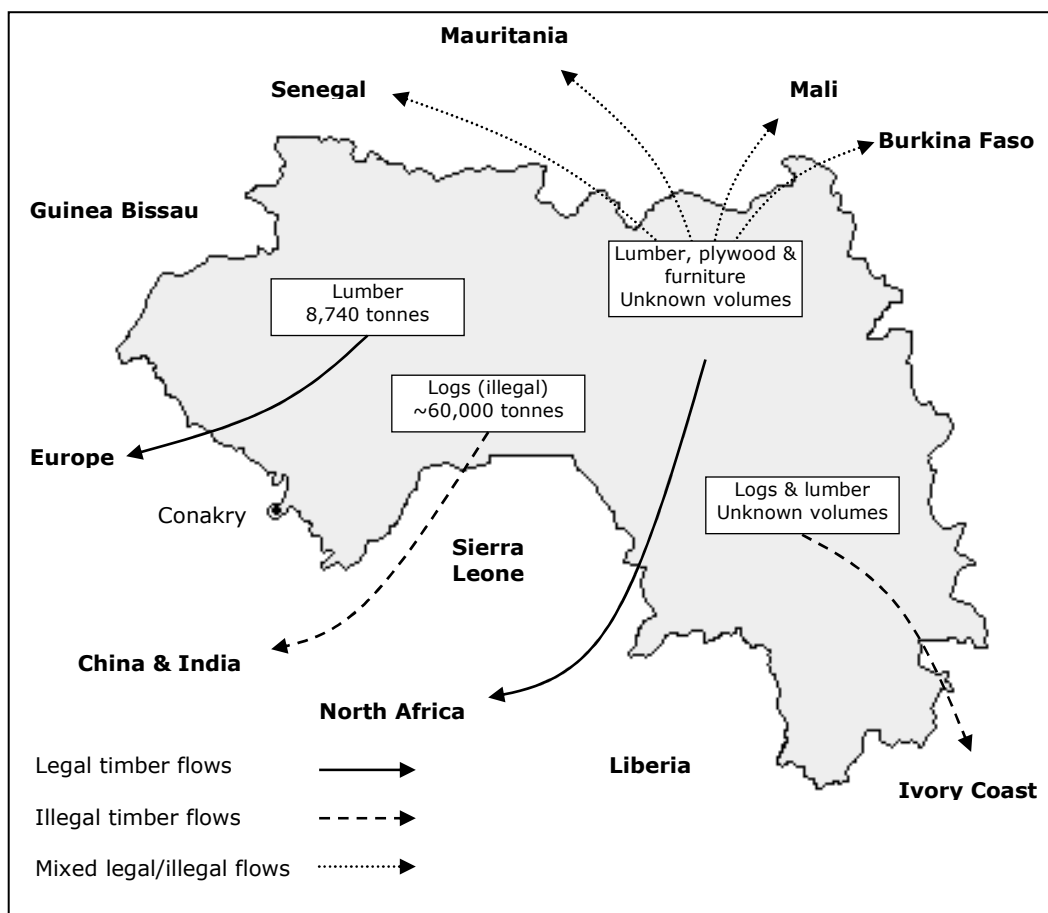 Mauritania
Senegal
Mali
Burkina Faso
Guinea Bissau
Lumber, plywood &
furniture
Unknown volumes
Lumber
8,740 tonnes
Logs (illegal)
~60,000 tonnes
Europe
Logs & lumber
Unknown volumes
Conakry
Sierra
Leone
China & India
North Africa
Legal timber flows
Liberia
Ivory Coast
Illegal timber flows
Mixed legal/illegal flows